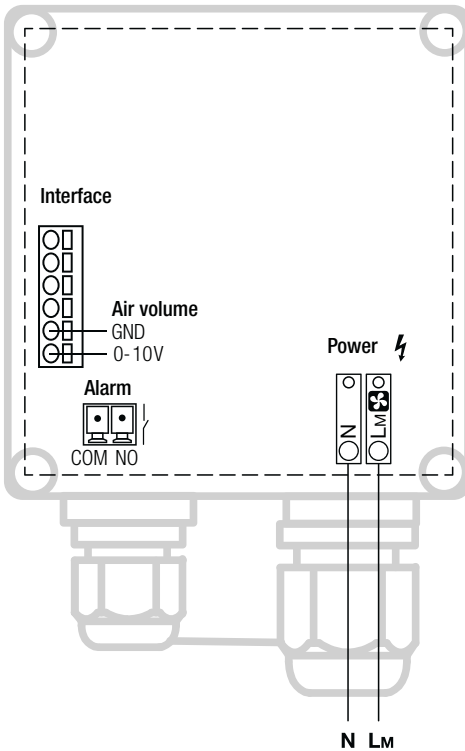 Interface
Air volume
GND
0-10V
Alarm
COM NO
Power
N
LM
N LM